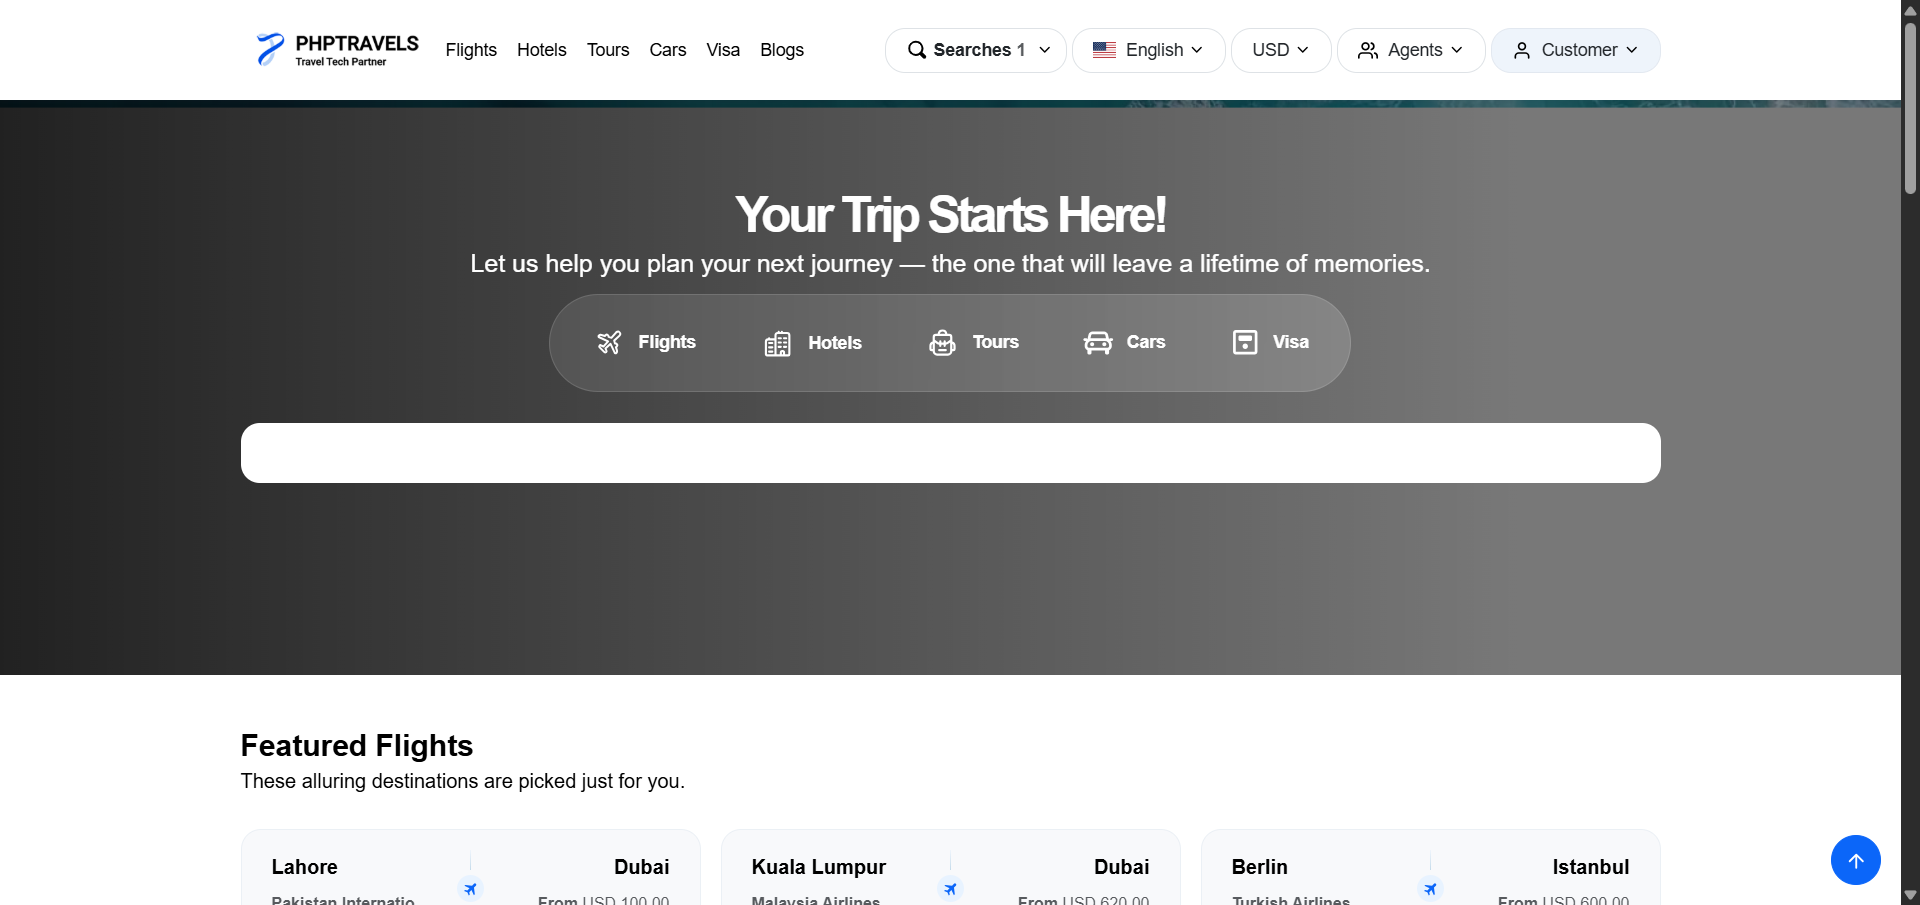 PHPTRAVELS
Travel Tech Partner
Flights Hotels Tours Cars Visa Blogs
Searches 1
English
USD
Agents
Customer
Your Trip Starts Here!
Let us help you plan your next journey — the one that will leave a lifetime of memories.
Flights
Hotels
Tours
Cars
Visa
Featured Flights
These alluring destinations are picked just for you.
Lahore Dubai
Pakistan Internatio From USD 100.00
Kuala Lumpur Dubai
Malaysia Airlines From USD 620.00
Berlin Istanbul
Turkish Airlines From USD 600.00